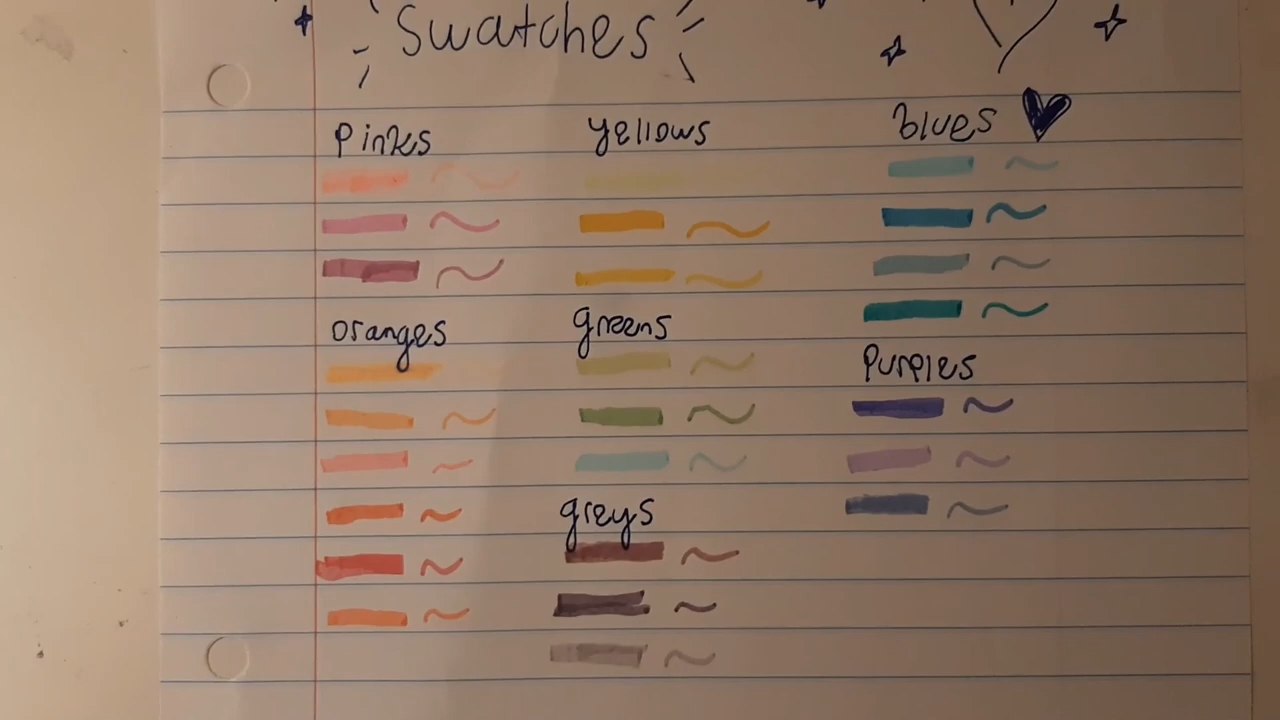 Swatches
Pinks
yellows
blues
oranges
greens
Purples
greys